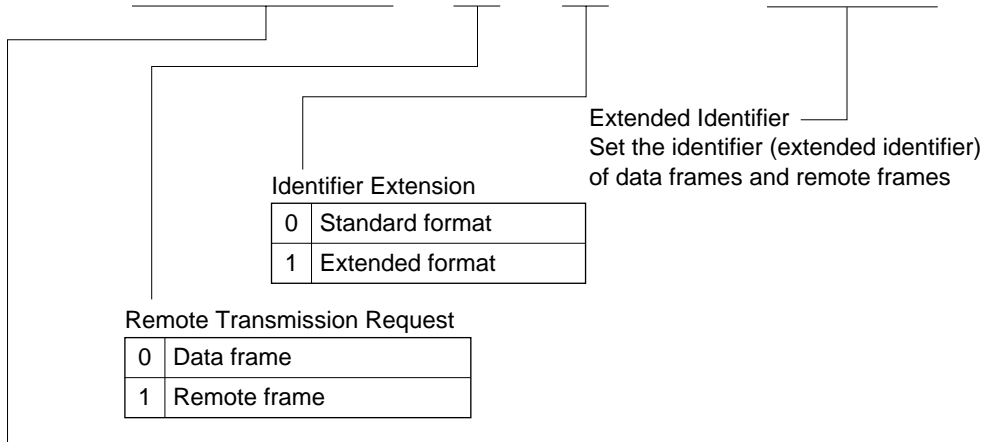 Extended Identifier
Set the identifier (extended identifier)
of data frames and remote frames
Identifier Extension
0 Standard format
1 Extended format
Remote Transmission Request
0 Data frame
1 Remote frame